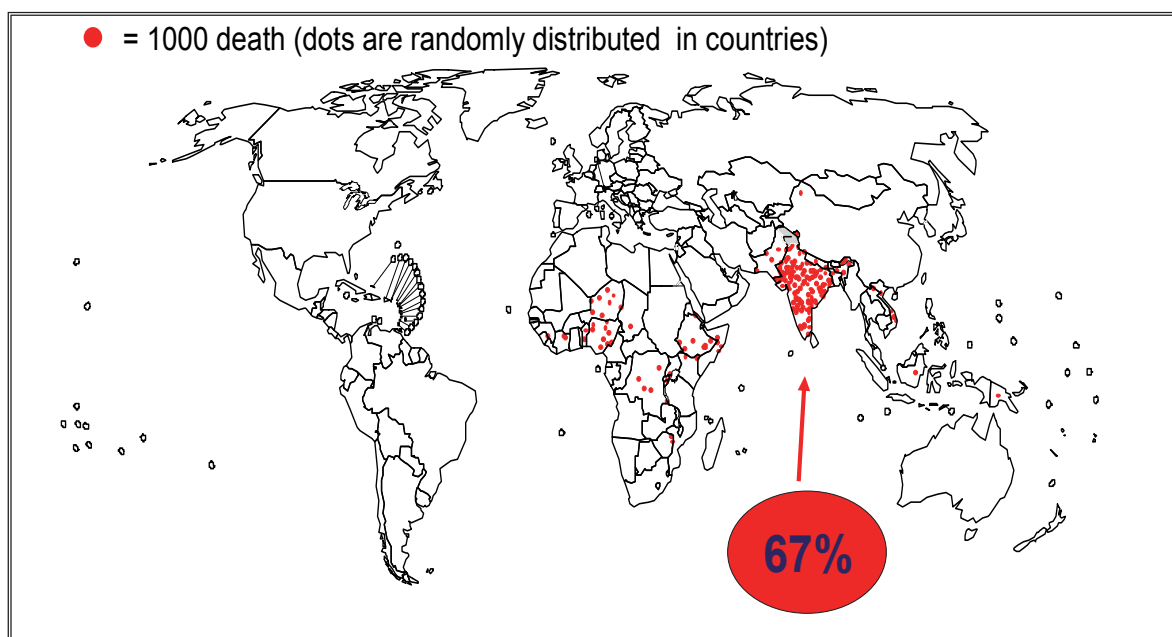 = 1000 death (dots are randomly distributed in countries)
67%